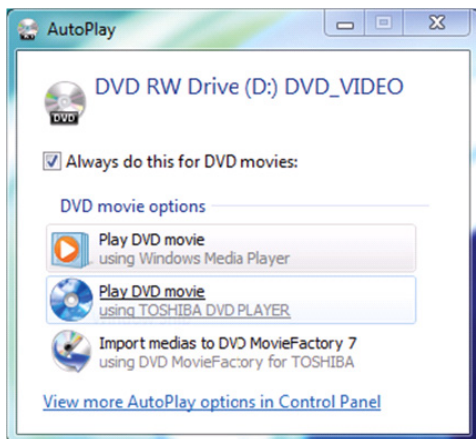 AutoPlay
DVD RW Drive (D:) DVD_VIDEO
DVD
Always do this for DVD movies:
DVD movie options
Play DVD movie
using Windows Media Player
Play DVD movie
using TOSHIBA DVD PLAYER
Import medias to DVD MovieFactory 7
using DVD MovieFactory for TOSHIBA
View more AutoPlay options in Control Panel